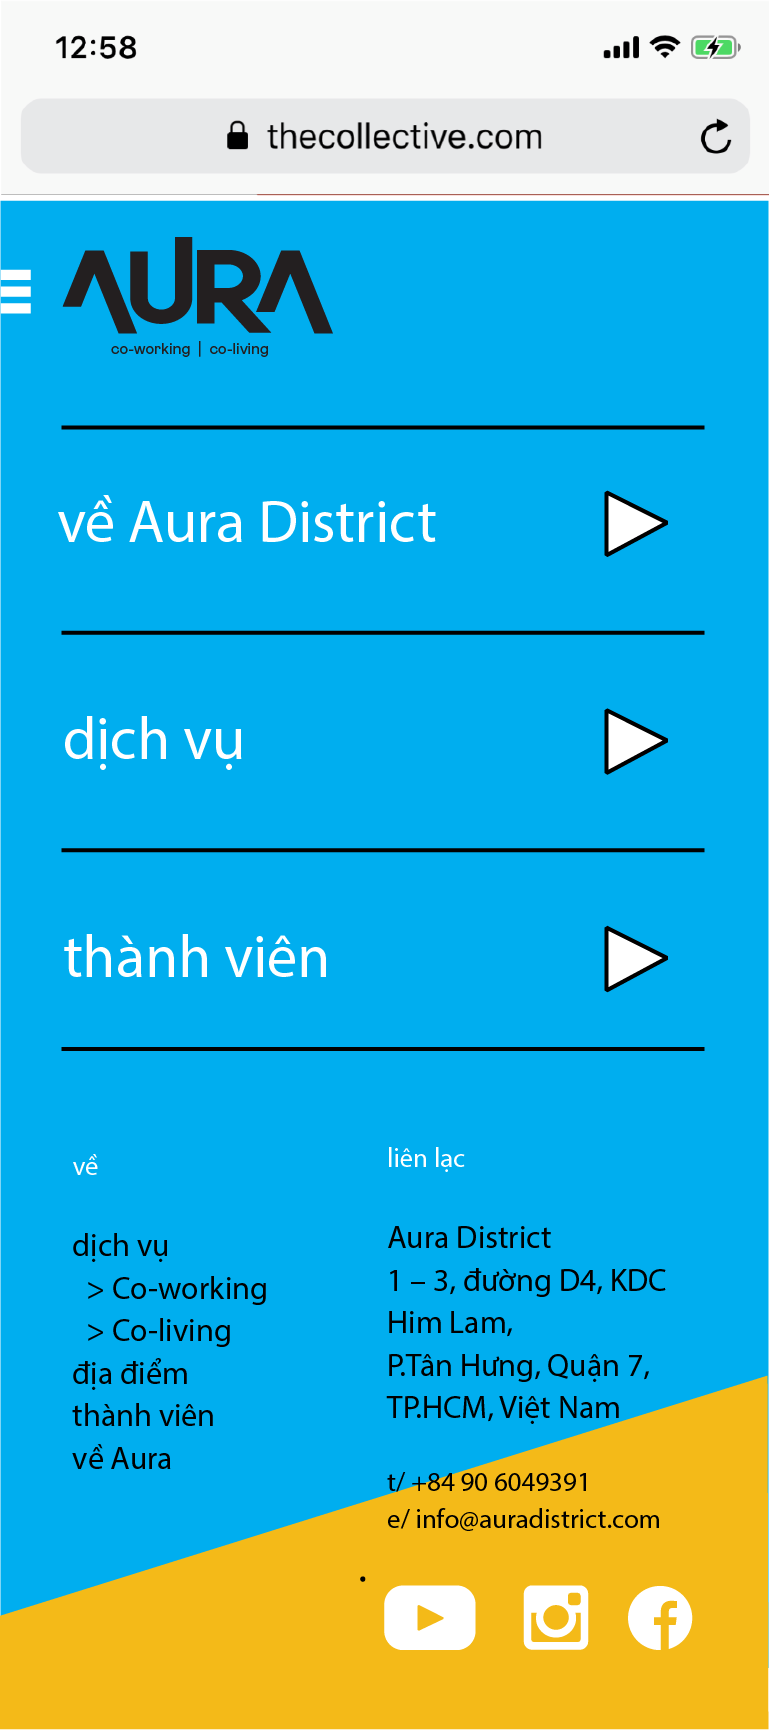 12:58
thecollective.com
AURA
co-working | co-living
về Aura District
dịch vụ
thành viên
về
dịch vụ
> Co-working
> Co-living
địa điểm
thành viên
về Aura
liên lạc
Aura District
1 – 3, đường D4, KDC
Him Lam,
P.Tân Hưng, Quận 7,
TP.HCM, Việt Nam
t/ +84 90 6049391
e/ info@auradistrict.com